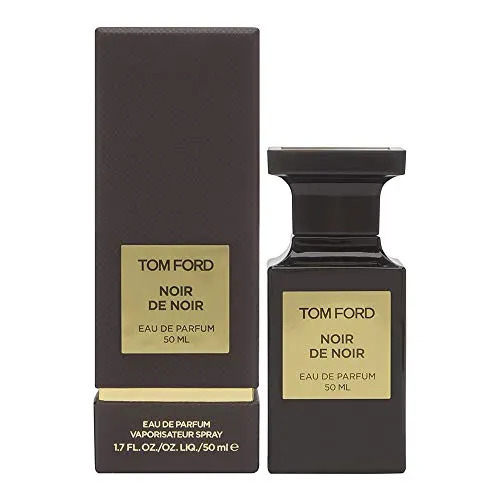 TOM FORD
NOIR
DE NOIR
EAU DE PARFUM
50 ML
EAU DE PARFUM
VAPORISATEUR SPRAY
1.7 FL.OZ./OZ. LIQ./50 ml ℮
TOM FORD
NOIR
DE NOIR
EAU DE PARFUM
50 ML